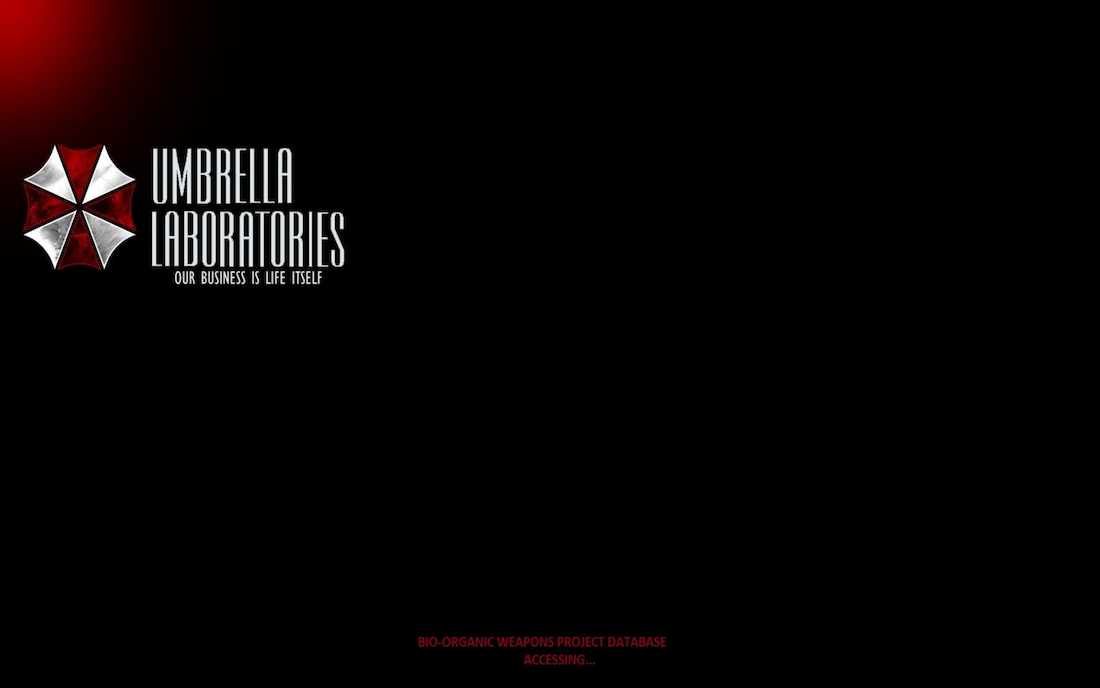 UMBRELLA
LABORATORIES
OUR BUSINESS IS LIFE ITSELF
BIO-ORGANIC WEAPONS PROJECT DATABASE
ACCESSING...